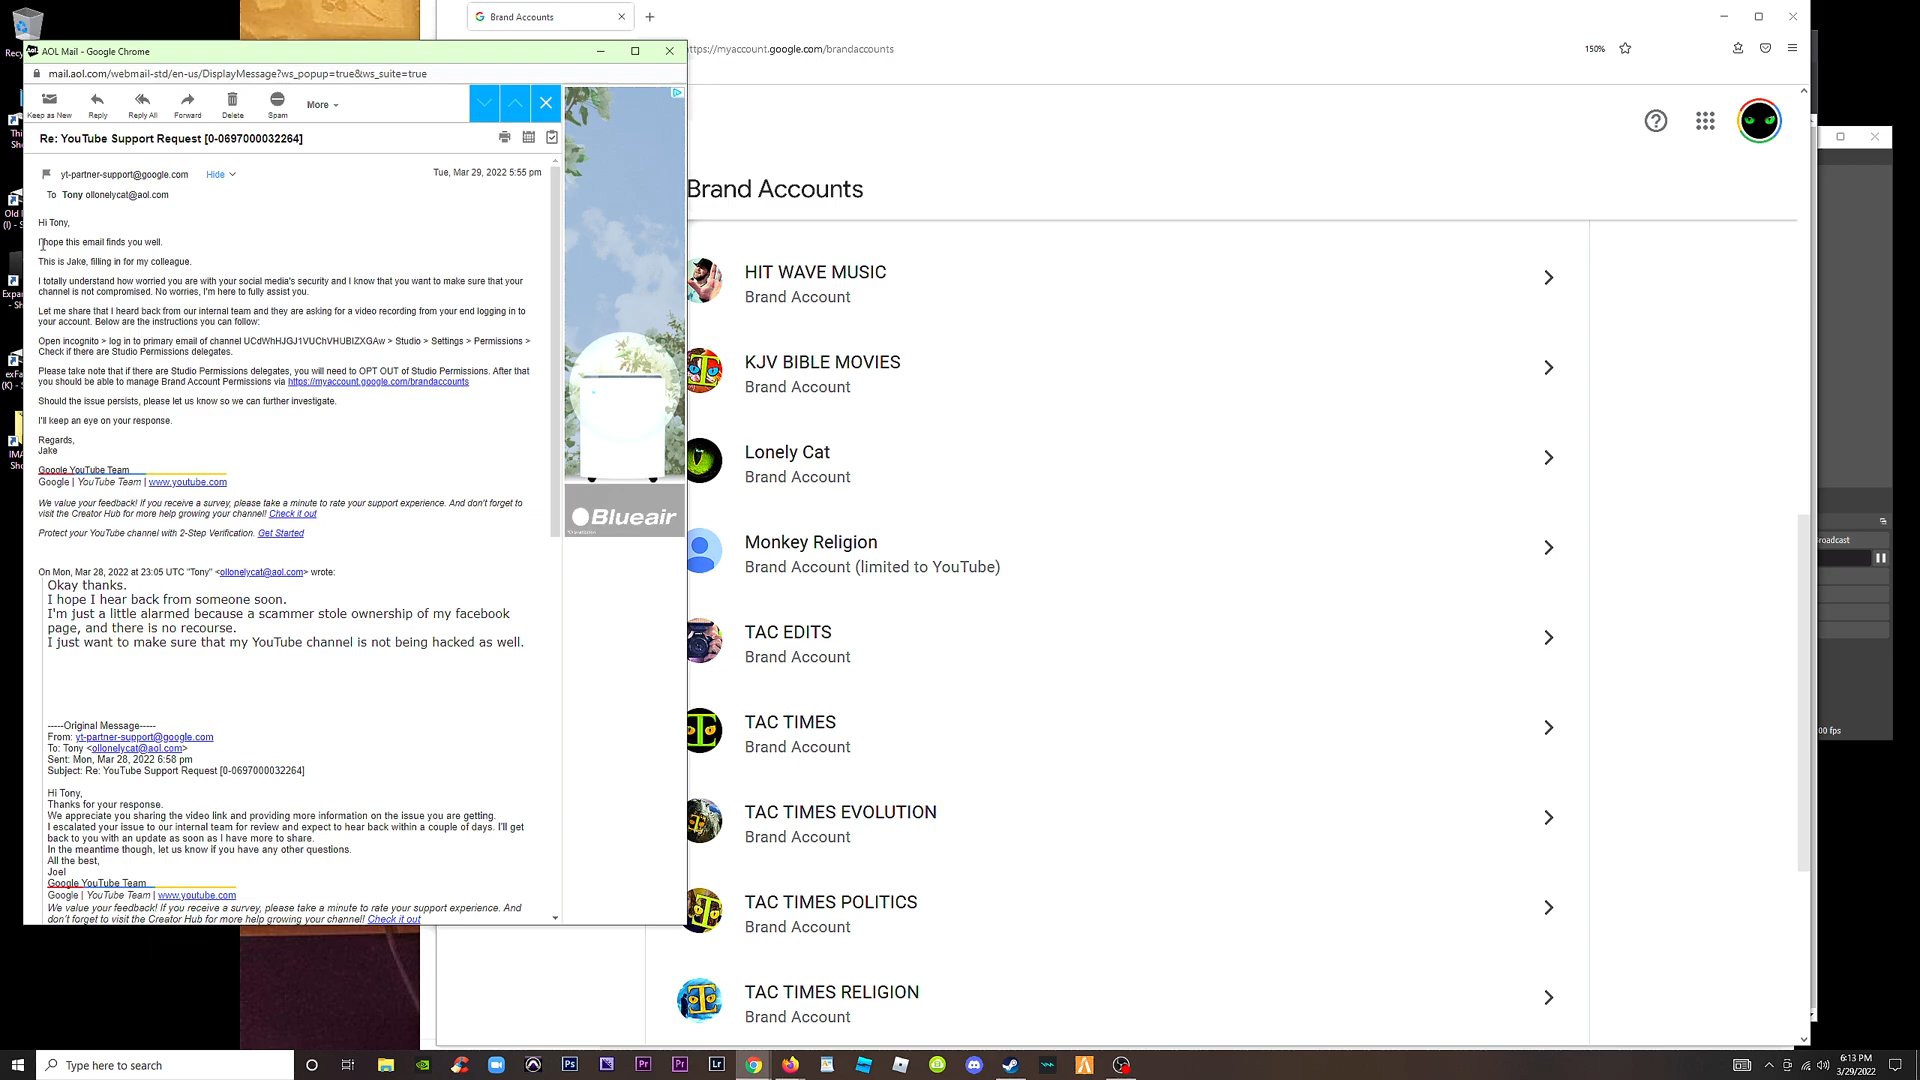 Brand Accounts
https://myaccount.google.com/brandaccounts
150%
AOL Mail - Google Chrome
mail.aol.com/webmail-std/en-us/DisplayMessage?ws_popup=true&ws_suite=true
Keep as New
Reply
Reply All
Forward
Delete
Spam
More
Re: YouTube Support Request [0-0697000032264]
yt-partner-support@google.com
Hide
Tue, Mar 29, 2022 5:55 pm
To Tony ollonelycat@aol.com
Hi Tony,
I hope this email finds you well.
This is Jake, filling in for my colleague.
I totally understand how worried you are with your social media's security and I know that you want to make sure that your
channel is not compromised. No worries, I'm here to fully assist you.
Let me share that I heard back from our internal team and they are asking for a video recording from your end logging in to
your account. Below are the instructions you can follow:
Open incognito > log in to primary email of channel UCdWhHJGJ1VUChVHUBIZXGAw > Studio > Settings > Permissions >
Check if there are Studio Permissions delegates.
Please take note that if there are Studio Permissions delegates, you will need to OPT OUT of Studio Permissions. After that
you should be able to manage Brand Account Permissions via https://myaccount.google.com/brandaccounts
Should the issue persists, please let us know so we can further investigate.
I'll keep an eye on your response.
Regards,
Jake
Google YouTube Team
Google | YouTube Team | www.youtube.com
We value your feedback! If you receive a survey, please take a minute to rate your support experience. And don't forget to
visit the Creator Hub for more help growing your channel! Check it out
Protect your YouTube channel with 2-Step Verification. Get Started
On Mon, Mar 28, 2022 at 23:05 UTC "Tony" <ollonelycat@aol.com> wrote:
Okay thanks.
I hope I hear back from someone soon.
I'm just a little alarmed because a scammer stole ownership of my facebook
page, and there is no recourse.
I just want to make sure that my YouTube channel is not being hacked as well.
-----Original Message-----
From: yt-partner-support@google.com
To: Tony <ollonelycat@aol.com>
Sent: Mon, Mar 28, 2022 6:58 pm
Subject: Re: YouTube Support Request [0-0697000032264]
Hi Tony,
Thanks for your response.
We appreciate you sharing the video link and providing more information on the issue you are getting.
I escalated your issue to our internal team for review and expect to hear back within a couple of days. I'll get
back to you with an update as soon as I have more to share.
In the meantime though, let us know if you have any other questions.
All the best,
Joel
Google YouTube Team
Google | YouTube Team | www.youtube.com
We value your feedback! If you receive a survey, please take a minute to rate your support experience. And
don't forget to visit the Creator Hub for more help growing your channel! Check it out
Blueair
Brand Accounts
HIT WAVE MUSIC
Brand Account
KJV BIBLE MOVIES
Brand Account
Lonely Cat
Brand Account
Monkey Religion
Brand Account (limited to YouTube)
TAC EDITS
Brand Account
TAC TIMES
Brand Account
TAC TIMES EVOLUTION
Brand Account
TAC TIMES POLITICS
Brand Account
TAC TIMES RELIGION
Brand Account
roadcast
00 fps
Type here to search
6:13 PM
3/29/2022